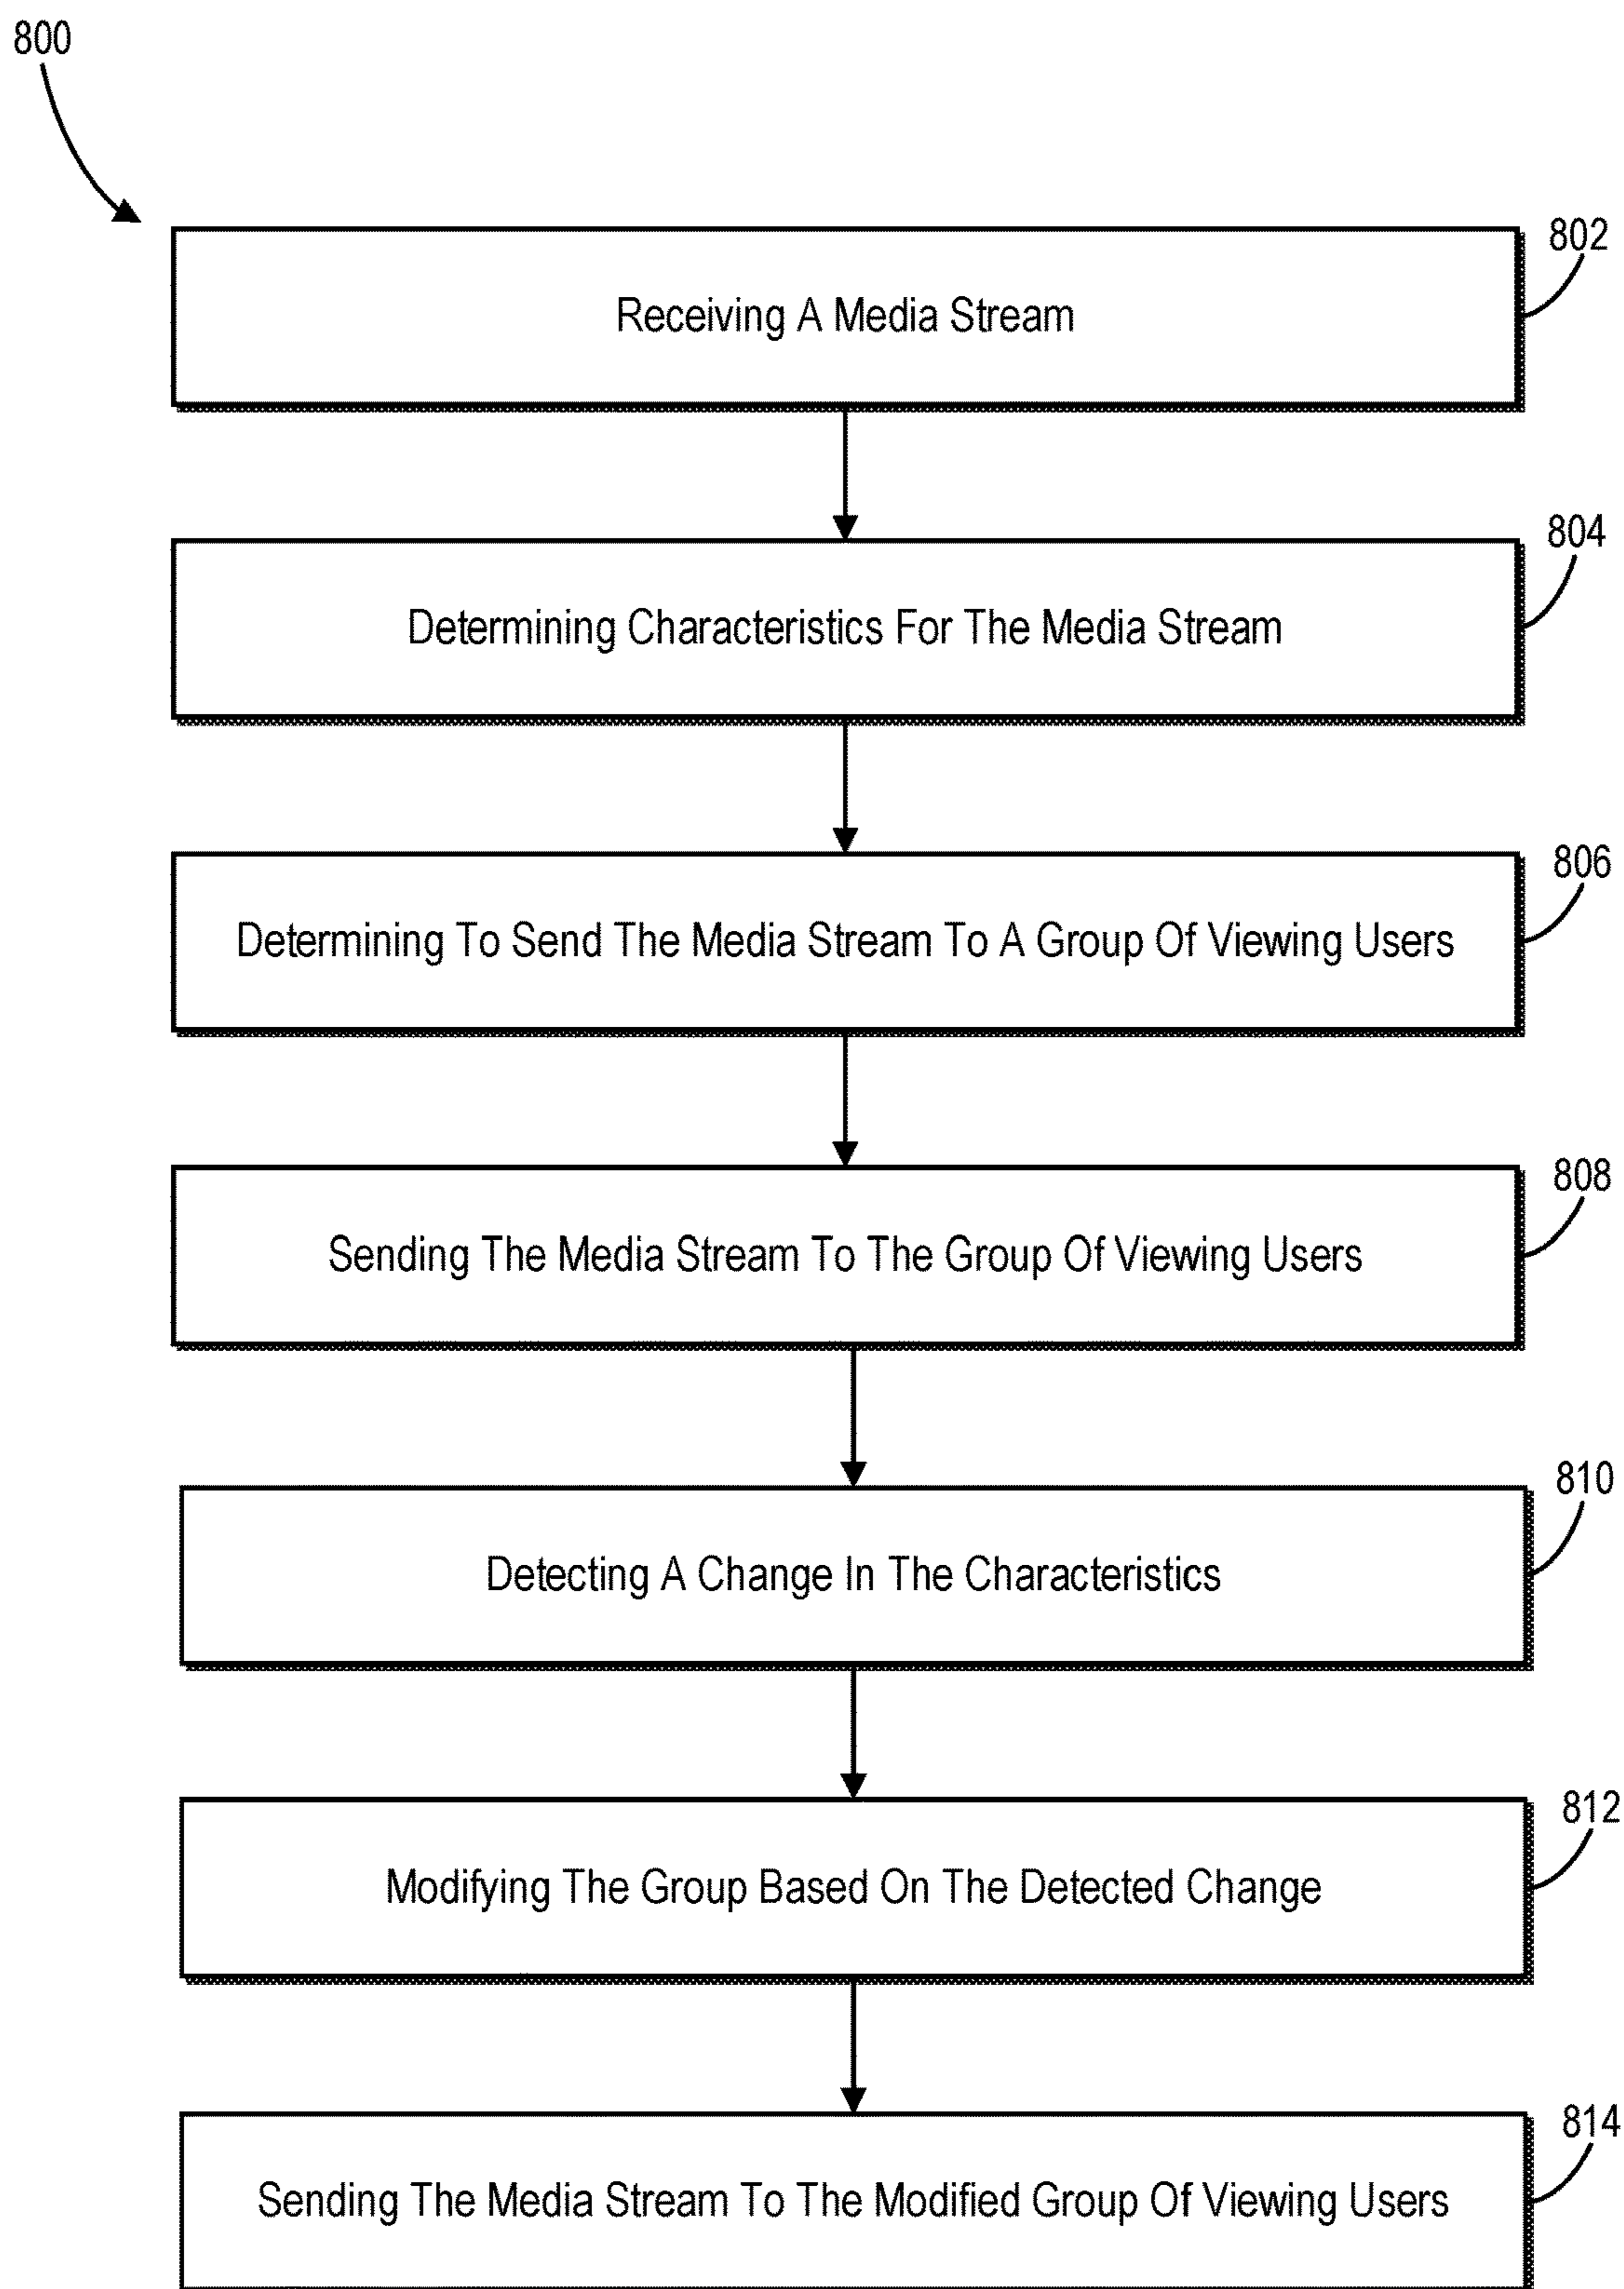 800
802
Receiving A Media Stream
804
Determining Characteristics For The Media Stream
806
Determining To Send The Media Stream To A Group Of Viewing Users
808
Sending The Media Stream To The Group Of Viewing Users
810
Detecting A Change In The Characteristics
812
Modifying The Group Based On The Detected Change
814
Sending The Media Stream To The Modified Group Of Viewing Users